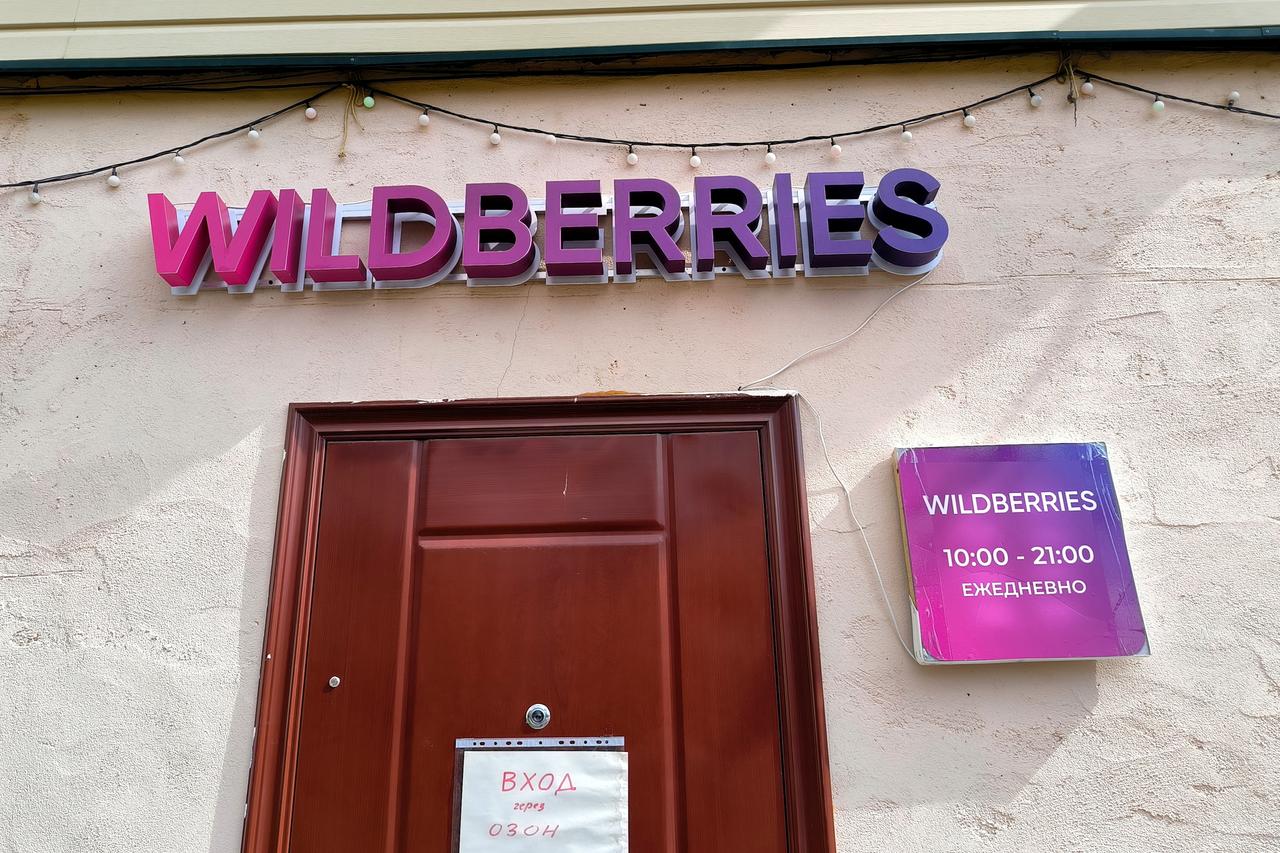 WILDBERRIES
WILDBERRIES
10:00 - 21:00
ЕЖЕДНЕВНО
ВХОД
через
ОЗОН